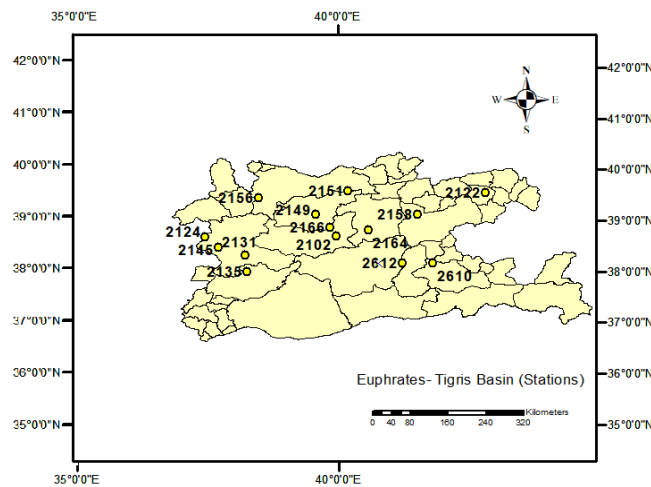 35°0'0"E 40°0'0"E
42°0'0"N 42°0'0"N
N
W E
S
41°0'0"N 41°0'0"N
40°0'0"N 40°0'0"N
2151 2122
2156
2149 2158
39°0'0"N 39°0'0"N
2166
2124 2131 2102 2164
2145
2612
38°0'0"N 2135 2610 38°0'0"N
37°0'0"N 37°0'0"N
36°0'0"N 36°0'0"N
Euphrates- Tigris Basin (Stations)
35°0'0"N 35°0'0"N
Kilometers
0 40 80 160 240 320
35°0'0"E 40°0'0"E